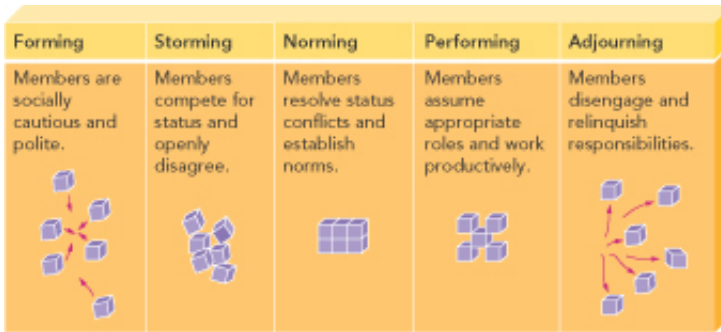 Forming
Members are
socially
cautious and
polite.
Storming
Members
compete for
status and
openly
disagree.
Norming
Members
resolve status
conflicts and
establish
norms.
Performing
Members
assume
appropriate
roles and work
productively.
Adjourning
Members
disengage and
relinquish
responsibilities.